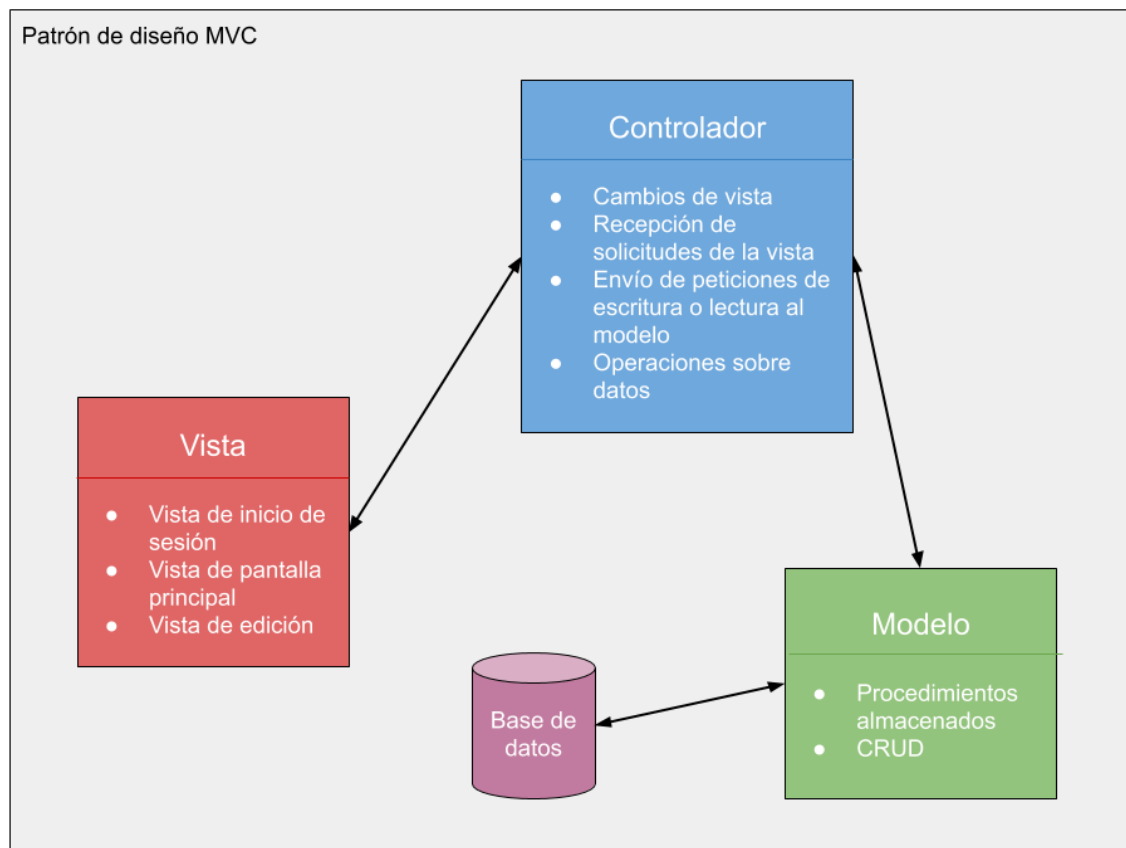 Patrón de diseño MVC
Controlador
● Cambios de vista
● Recepción de
solicitudes de la vista
● Envío de peticiones de
escritura o lectura al
modelo
● Operaciones sobre
datos
Vista
● Vista de inicio de
sesión
● Vista de pantalla
principal
● Vista de edición
Modelo
● Procedimientos
almacenados
● CRUD
Base de
datos